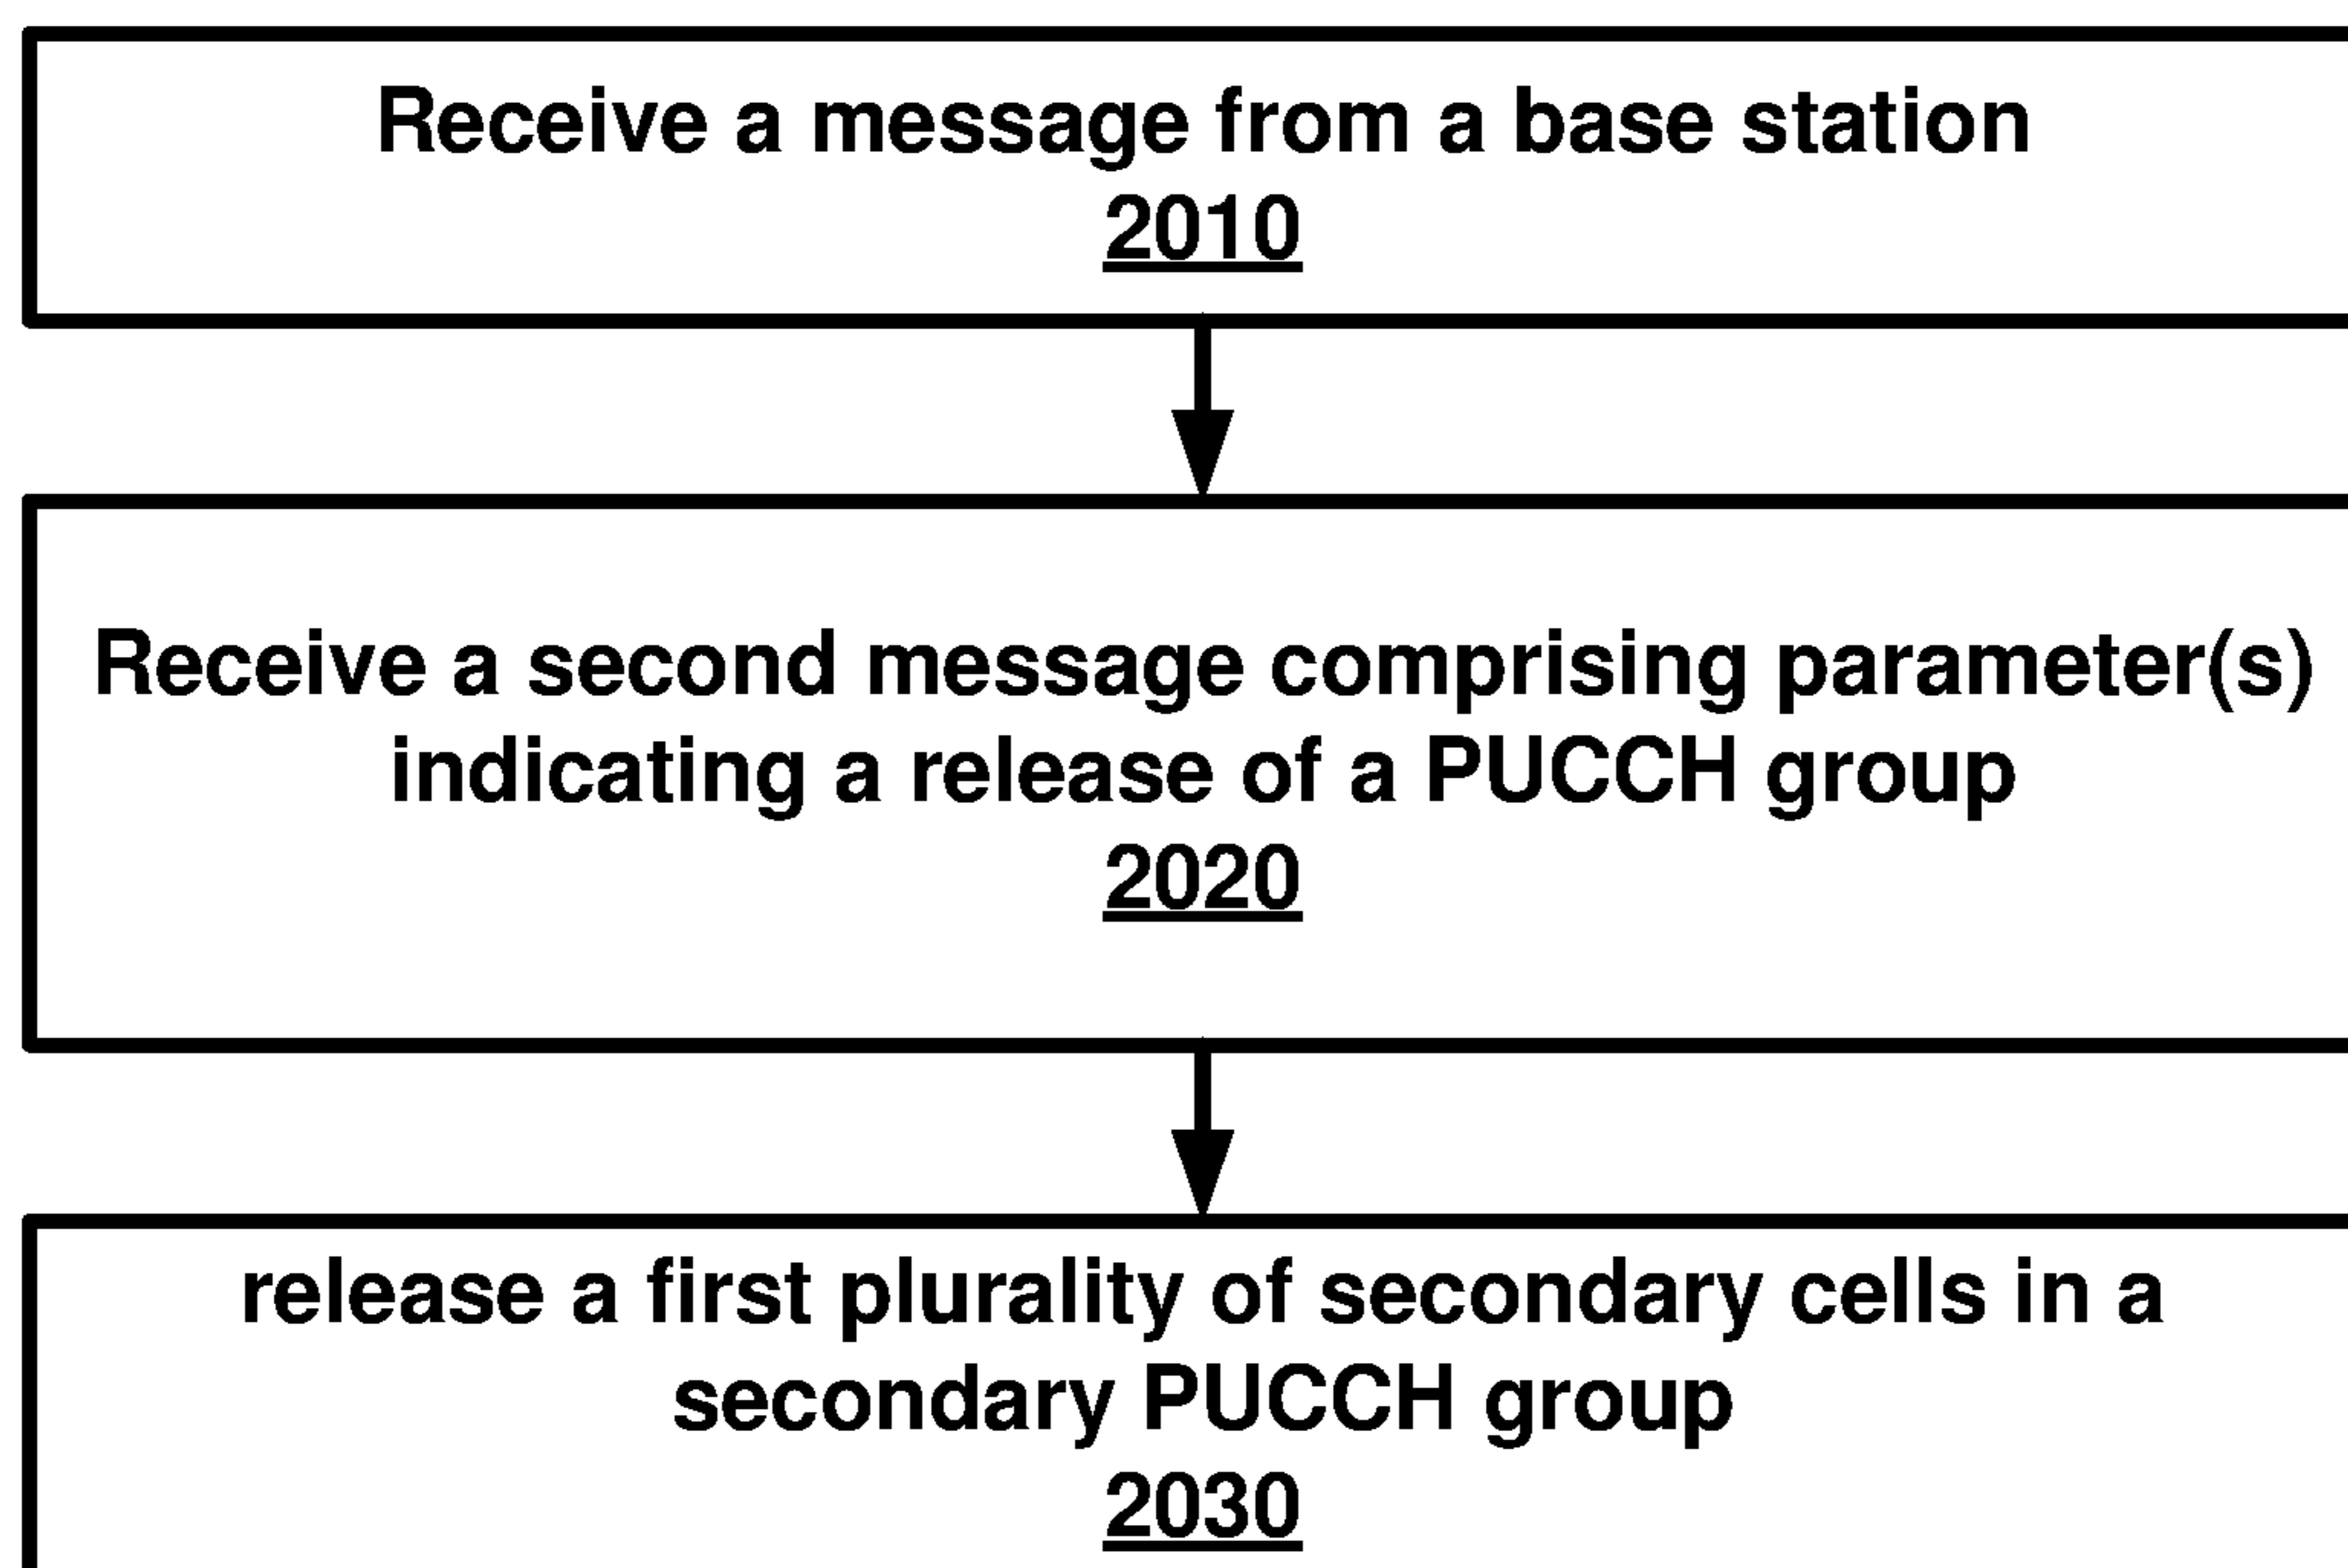 Receive a message from a base station
2010
Receive a second message comprising parameter(s)
indicating a release of a PUCCH group
2020
release a first plurality of secondary cells in a
secondary PUCCH group
2030